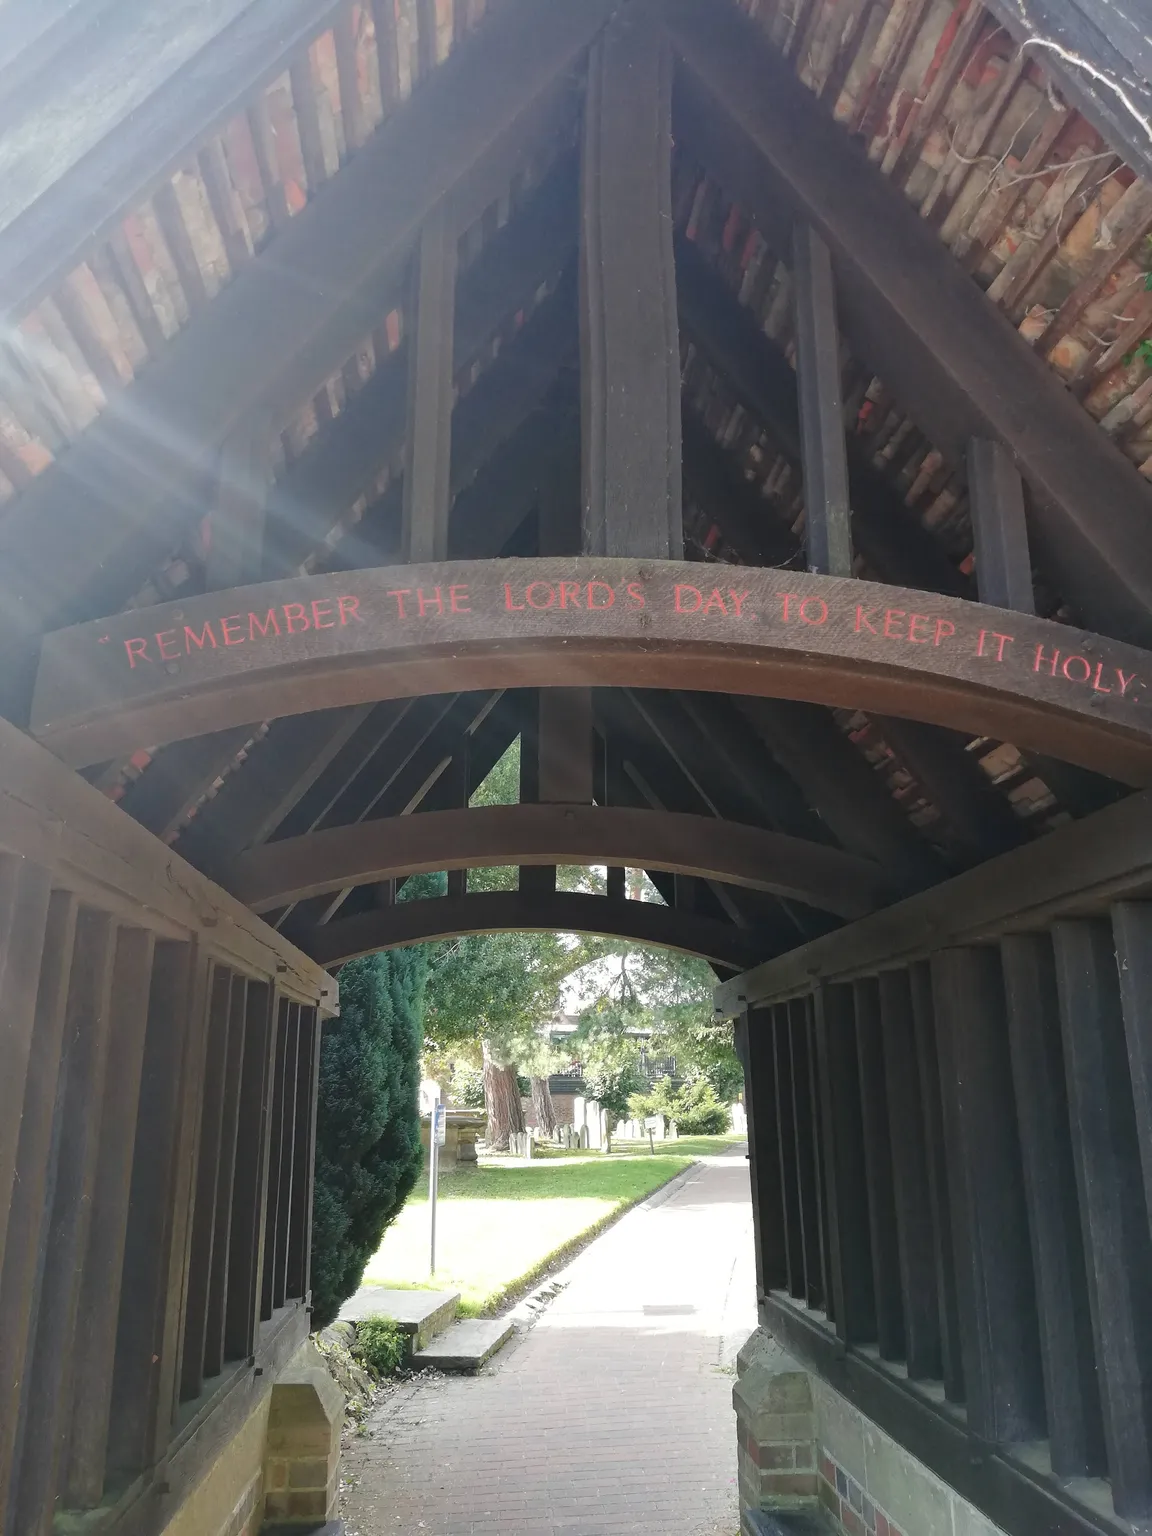 “REMEMBER THE LORD'S DAY TO KEEP IT HOLY.